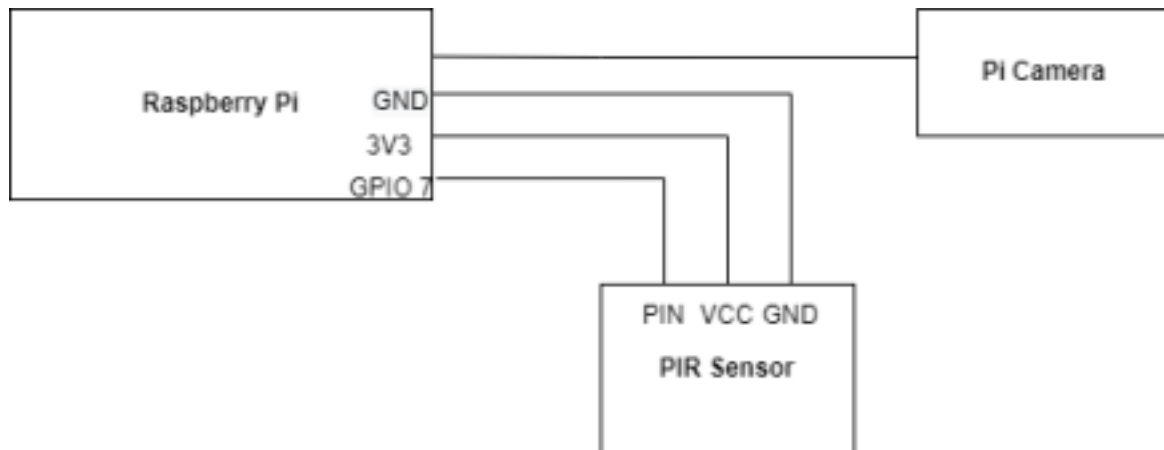 Pi Camera
Raspberry Pi
GND
3V3
GPIO 7
PIN VCC GND
PIR Sensor